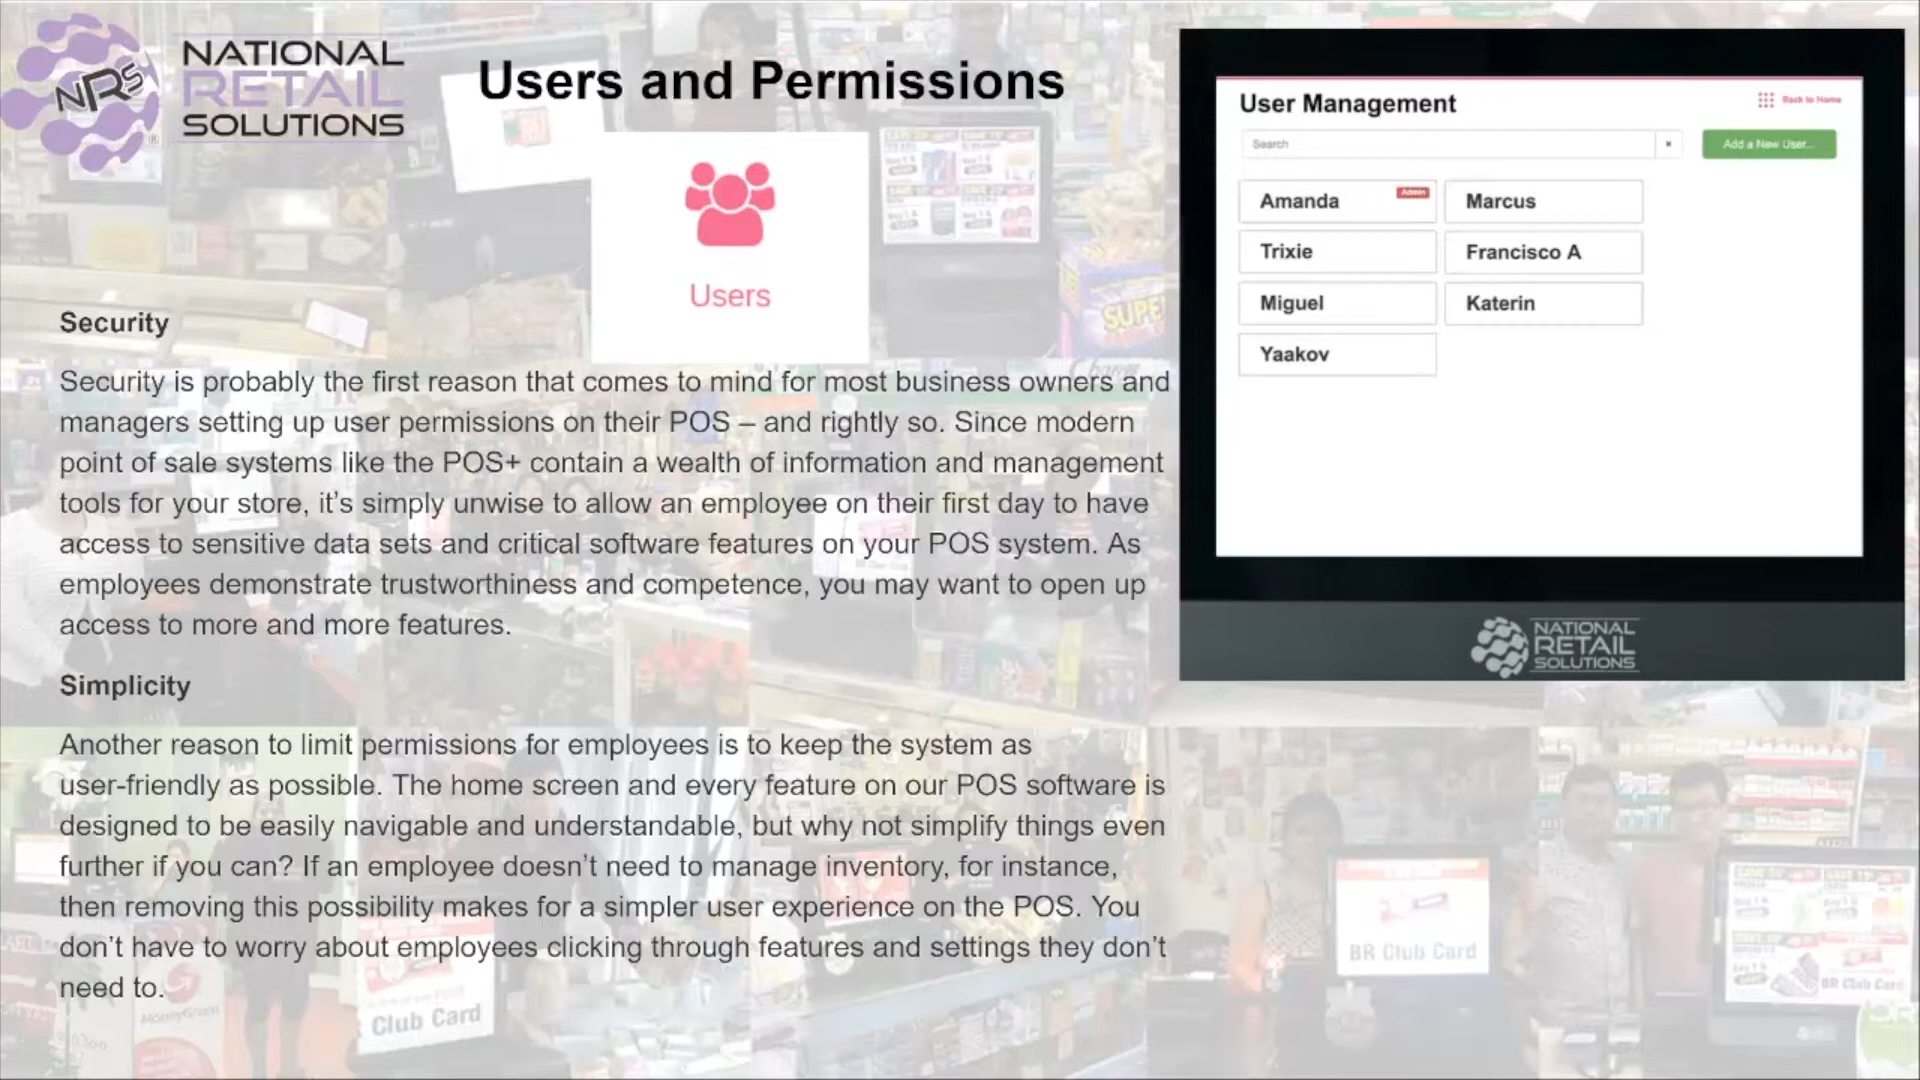 NRS
NATIONAL
RETAIL
SOLUTIONS
Users and Permissions
Users
Security
Security is probably the first reason that comes to mind for most business owners and
managers setting up user permissions on their POS – and rightly so. Since modern
point of sale systems like the POS+ contain a wealth of information and management
tools for your store, it’s simply unwise to allow an employee on their first day to have
access to sensitive data sets and critical software features on your POS system. As
employees demonstrate trustworthiness and competence, you may want to open up
access to more and more features.
Simplicity
Another reason to limit permissions for employees is to keep the system as
user-friendly as possible. The home screen and every feature on our POS software is
designed to be easily navigable and understandable, but why not simplify things even
further if you can? If an employee doesn’t need to manage inventory, for instance,
then removing this possibility makes for a simpler user experience on the POS. You
don’t have to worry about employees clicking through features and settings they don’t
need to.
User Management
Back to Home
Search
Add a New User...
Amanda
Admin
Marcus
Trixie
Francisco A
Miguel
Katerin
Yaakov
NATIONAL
RETAIL
SOLUTIONS
SUPER
BR Club Card
BR Club Card
Club Card
MoneyGram